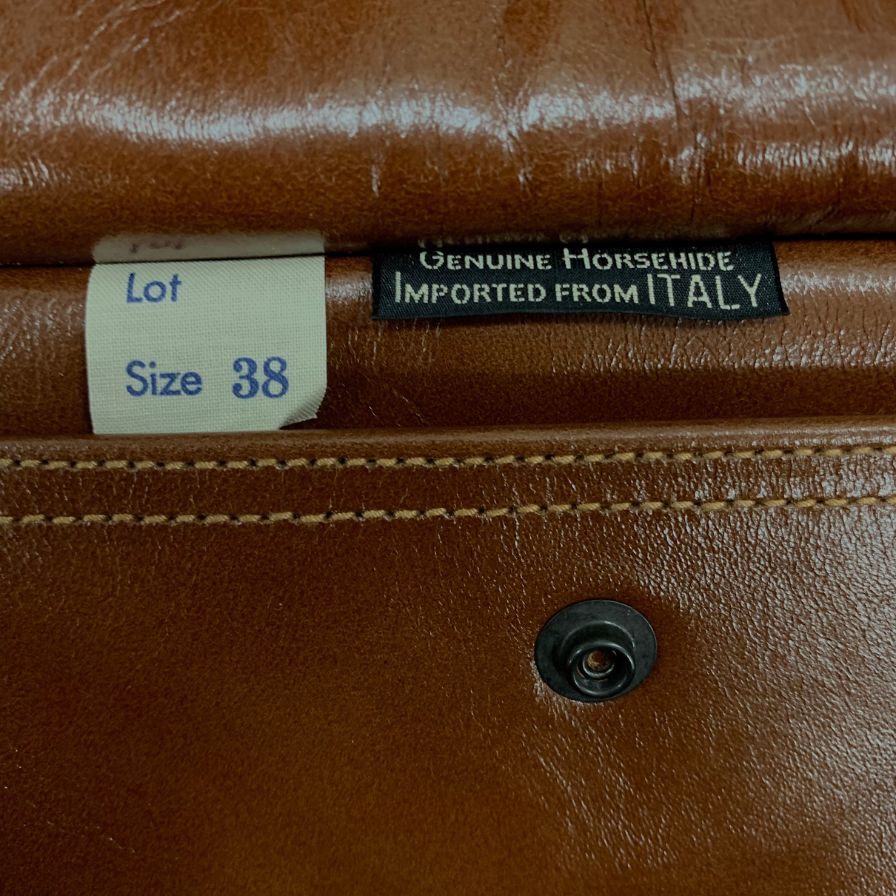 Lot
Size 38
GENUINE HORSEHIDE
IMPORTED FROM ITALY